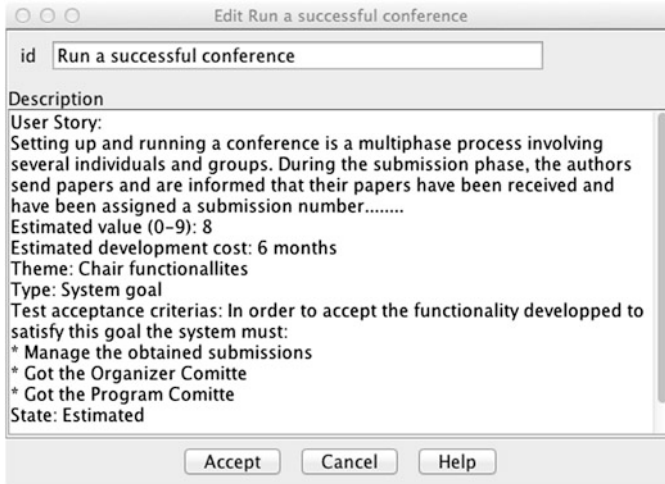 Edit Run a successful conference
id Run a successful conference
Description
User Story:
Setting up and running a conference is a multiphase process involving
several individuals and groups. During the submission phase, the authors
send papers and are informed that their papers have been received and
have been assigned a submission number........
Estimated value (0-9): 8
Estimated development cost: 6 months
Theme: Chair functionallites
Type: System goal
Test acceptance criterias: In order to accept the functionality developped to
satisfy this goal the system must:
* Manage the obtained submissions
* Got the Organizer Comitte
* Got the Program Comitte
State: Estimated
Accept Cancel Help